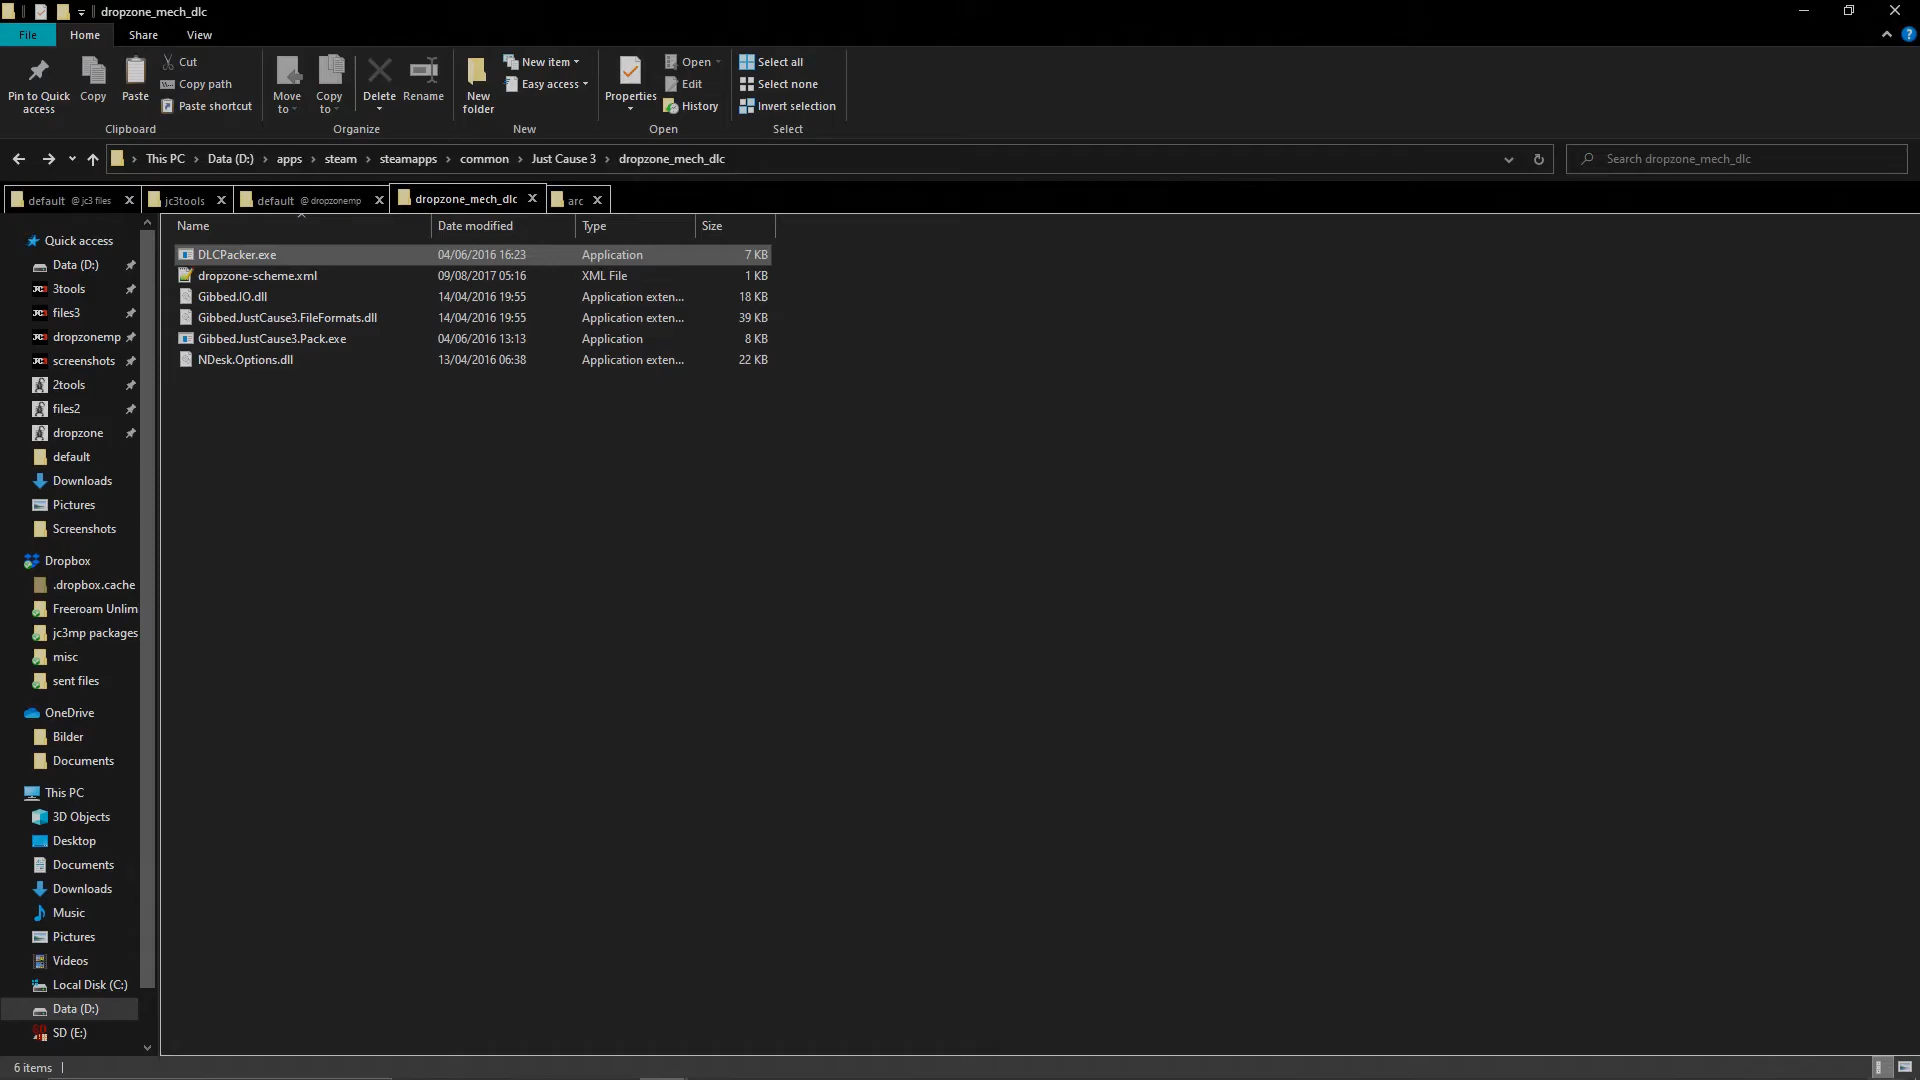 dropzone_mech_dlc
File Home Share View
Pin to Quick access
Copy
Paste
Cut
Copy path
Paste shortcut
Clipboard
Move to
Copy to
Delete
Rename
Organize
New folder
New item
Easy access
New
Properties
Open
Edit
History
Open
Select all
Select none
Invert selection
Select
This PC Data (D:) apps steam steamapps common Just Cause 3 dropzone_mech_dlc
Search dropzone_mech_dlc
default @ jc3 files
jc3tools
default @ dropzonemp
dropzone_mech_dlc
arc
Name Date modified Type Size
DLCPacker.exe 04/06/2016 16:23 Application 7 KB
dropzone-scheme.xml 09/08/2017 05:16 XML File 1 KB
Gibbed.IO.dll 14/04/2016 19:55 Application exten... 18 KB
Gibbed.JustCause3.FileFormats.dll 14/04/2016 19:55 Application exten... 39 KB
Gibbed.JustCause3.Pack.exe 04/06/2016 13:13 Application 8 KB
NDesk.Options.dll 13/04/2016 06:38 Application exten... 22 KB
Quick access
Data (D:)
3tools
files3
dropzonemp
screenshots
2tools
files2
dropzone
default
Downloads
Pictures
Screenshots
Dropbox
.dropbox.cache
Freeroam Unlim
jc3mp packages
misc
sent files
OneDrive
Bilder
Documents
This PC
3D Objects
Desktop
Documents
Downloads
Music
Pictures
Videos
Local Disk (C:)
Data (D:)
SD (E:)
6 items